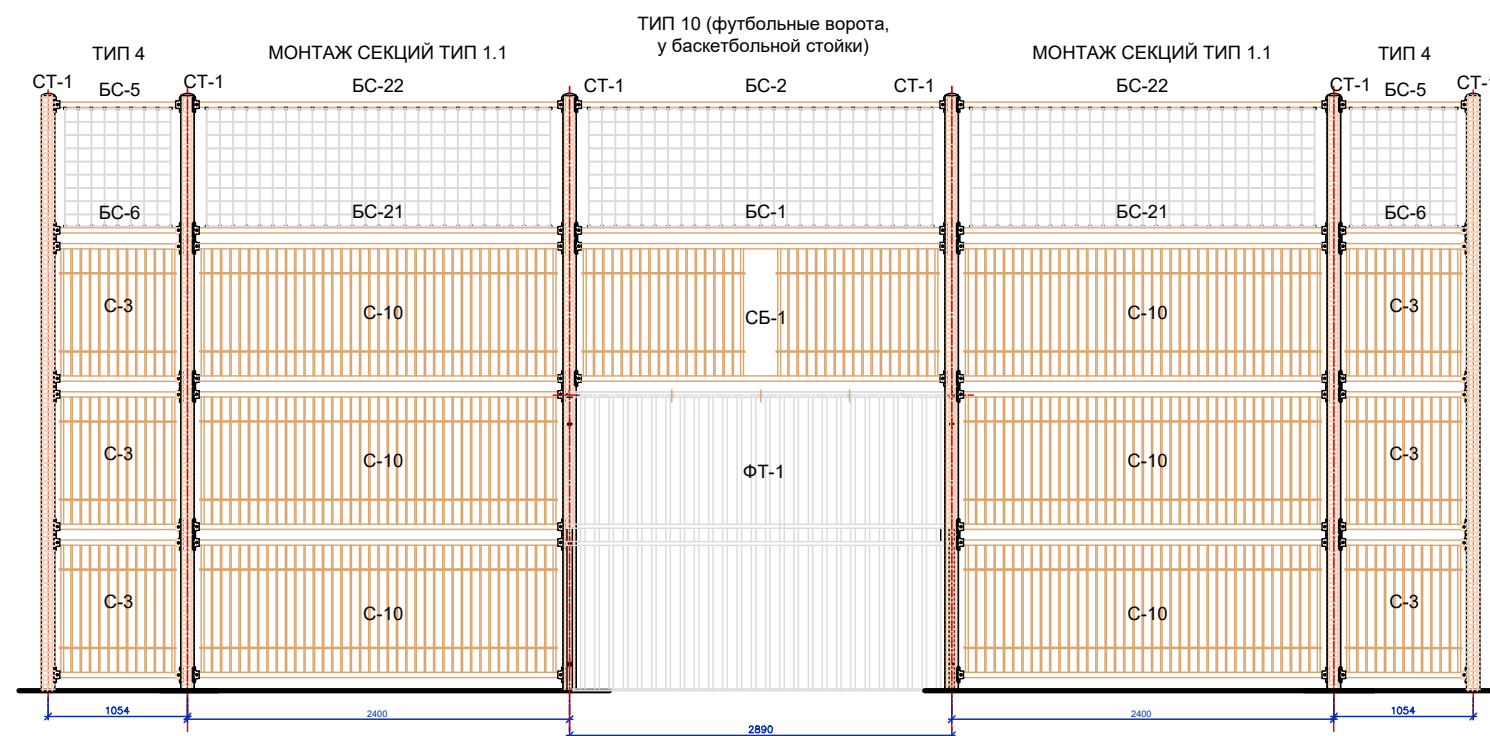 ТИП 10 (футбольные ворота,
у баскетбольной стойки)
ТИП 4
МОНТАЖ СЕКЦИЙ ТИП 1.1
МОНТАЖ СЕКЦИЙ ТИП 1.1
ТИП 4
СТ-1
БС-5
СТ-1
БС-22
СТ-1
БС-2
СТ-1
БС-22
СТ-1
БС-5
СТ-1
БС-6
БС-21
БС-1
БС-21
БС-6
С-3
С-10
СБ-1
С-10
С-3
С-3
С-10
ФТ-1
С-10
С-3
С-3
С-10
С-10
С-3
1054
2400
2890
2400
1054